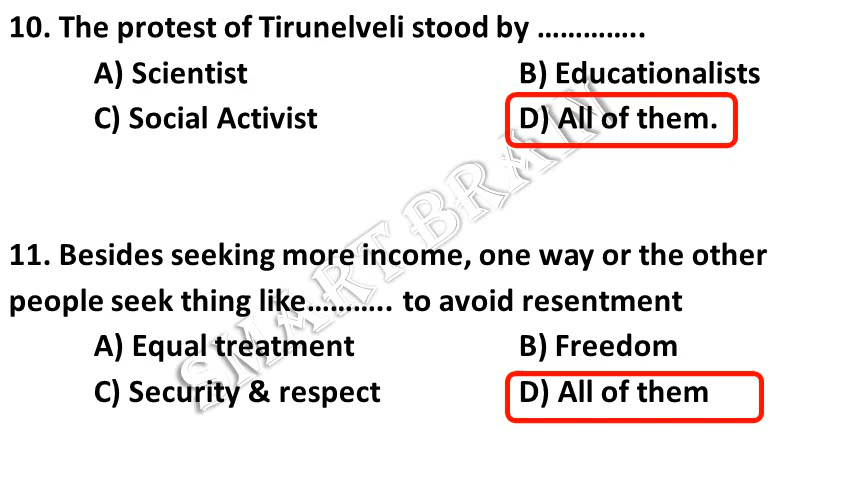 10. The protest of Tirunelveli stood by …………..
A) Scientist B) Educationalists
C) Social Activist D) All of them.
SMART BRAIN
11. Besides seeking more income, one way or the other
people seek thing like……….. to avoid resentment
A) Equal treatment B) Freedom
C) Security & respect D) All of them